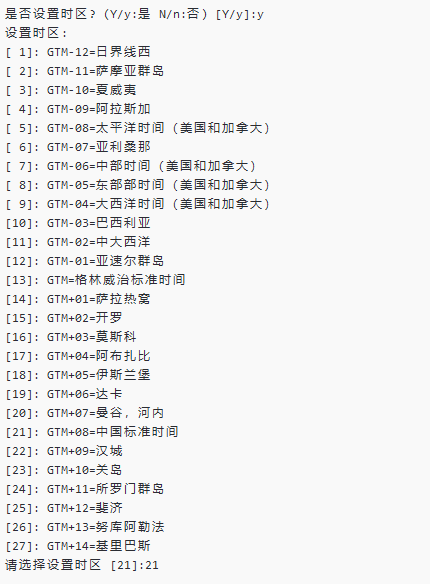 是否设置时区? (Y/y:是 N/n:否) [Y/y]:y
设置时区:
[ 1]: GTM-12=日界线西
[ 2]: GTM-11=萨摩亚群岛
[ 3]: GTM-10=夏威夷
[ 4]: GTM-09=阿拉斯加
[ 5]: GTM-08=太平洋时间 (美国和加拿大)
[ 6]: GTM-07=亚利桑那
[ 7]: GTM-06=中部时间 (美国和加拿大)
[ 8]: GTM-05=东部部时间 (美国和加拿大)
[ 9]: GTM-04=大西洋时间 (美国和加拿大)
[10]: GTM-03=巴西利亚
[11]: GTM-02=中大西洋
[12]: GTM-01=亚速尔群岛
[13]: GTM=格林威治标准时间
[14]: GTM+01=萨拉热窝
[15]: GTM+02=开罗
[16]: GTM+03=莫斯科
[17]: GTM+04=阿布扎比
[18]: GTM+05=伊斯兰堡
[19]: GTM+06=达卡
[20]: GTM+07=曼谷, 河内
[21]: GTM+08=中国标准时间
[22]: GTM+09=汉城
[23]: GTM+10=关岛
[24]: GTM+11=所罗门群岛
[25]: GTM+12=斐济
[26]: GTM+13=努库阿勒法
[27]: GTM+14=基里巴斯
请选择设置时区 [21]:21